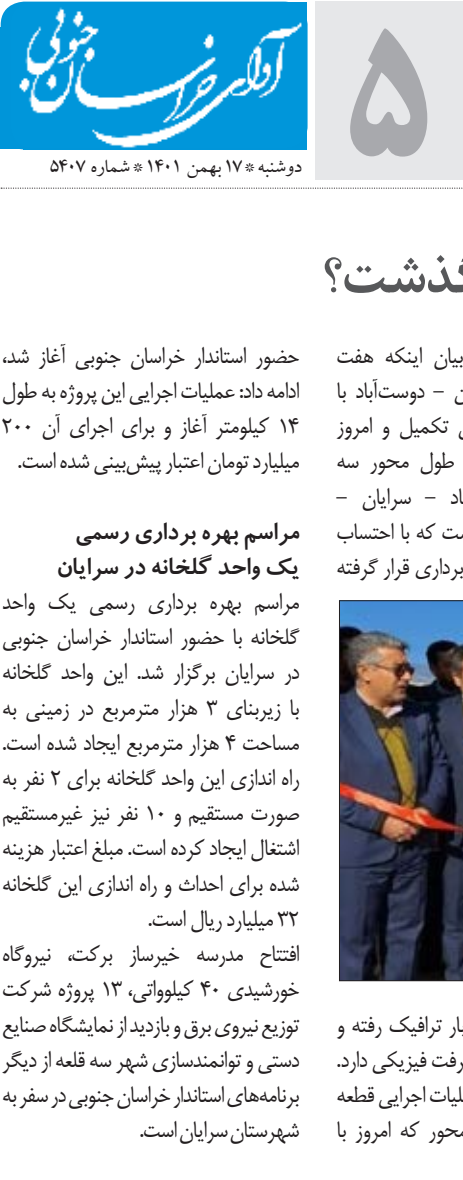 آوای خراسان جنوبی
۵
دوشنبه * ۱۷ بهمن ۱۴۰۱ * شماره ۵۴۰۷
گذشت؟
بیان اینکه هفت
ن – دوست‌آباد با
تکمیل و امروز
طول محور سه
اد – سرایان –
ست که با احتساب
برداری قرار گرفته
بار ترافیک رفته و
رفت فیزیکی دارد.
ملیات اجرایی قطعه
محور که امروز با
حضور استاندار خراسان جنوبی آغاز شد،
ادامه داد: عملیات اجرایی این پروژه به طول
۱۴ کیلومتر آغاز و برای اجرای آن ۲۰۰
میلیارد تومان اعتبار پیش‌بینی شده است.
مراسم بهره برداری رسمی
یک واحد گلخانه در سرایان
مراسم بهره برداری رسمی یک واحد
گلخانه با حضور استاندار خراسان جنوبی
در سرایان برگزار شد. این واحد گلخانه
با زیربنای ۳ هزار مترمربع در زمینی به
مساحت ۴ هزار مترمربع ایجاد شده است.
راه اندازی این واحد گلخانه برای ۲ نفر به
صورت مستقیم و ۱۰ نفر نیز غیرمستقیم
اشتغال ایجاد کرده است. مبلغ اعتبار هزینه
شده برای احداث و راه اندازی این گلخانه
۳۲ میلیارد ریال است.
افتتاح مدرسه خیرساز برکت، نیروگاه
خورشیدی ۴۰ کیلوواتی، ۱۳ پروژه شرکت
توزیع نیروی برق و بازدید از نمایشگاه صنایع
دستی و توانمندسازی شهر سه قلعه از دیگر
برنامه‌های استاندار خراسان جنوبی در سفر به
شهرستان سرایان است.